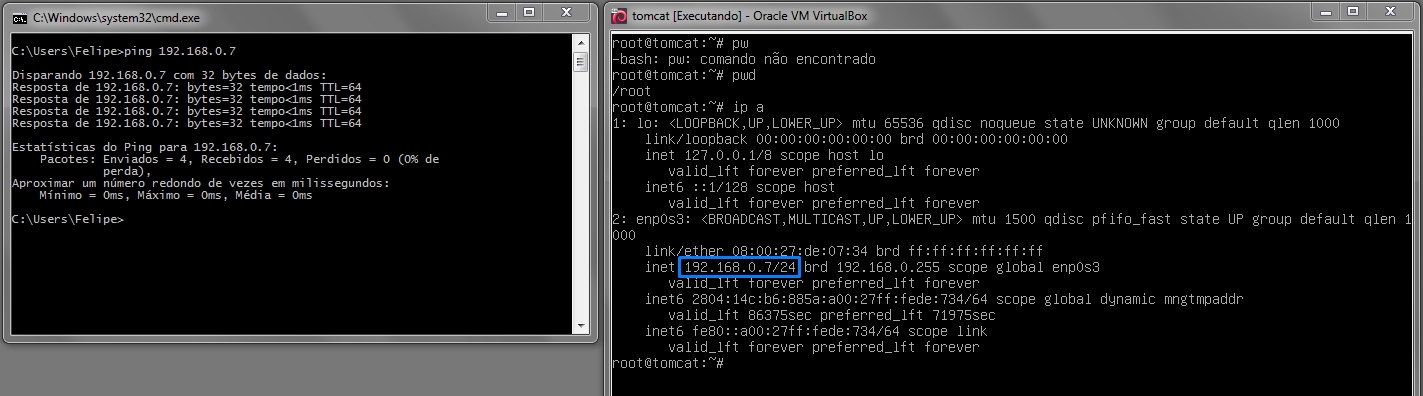 C:\Windows\system32\cmd.exe
C:\Users\Felipe>ping 192.168.0.7
Disparando 192.168.0.7 com 32 bytes de dados:
Resposta de 192.168.0.7: bytes=32 tempo<1ms TTL=64
Resposta de 192.168.0.7: bytes=32 tempo<1ms TTL=64
Resposta de 192.168.0.7: bytes=32 tempo<1ms TTL=64
Resposta de 192.168.0.7: bytes=32 tempo<1ms TTL=64
Estatísticas do Ping para 192.168.0.7:
Pacotes: Enviados = 4, Recebidos = 4, Perdidos = 0 (0% de
perda),
Aproximar um número redondo de vezes em milissegundos:
Mínimo = 0ms, Máximo = 0ms, Média = 0ms
C:\Users\Felipe>
tomcat [Executando] - Oracle VM VirtualBox
root@tomcat:~# pw
-bash: pw: comando não encontrado
root@tomcat:~# pwd
/root
root@tomcat:~# ip a
1: lo: <LOOPBACK,UP,LOWER_UP> mtu 65536 qdisc noqueue state UNKNOWN group default qlen 1000
link/loopback 00:00:00:00:00:00 brd 00:00:00:00:00:00
inet 127.0.0.1/8 scope host lo
valid_lft forever preferred_lft forever
inet6 ::1/128 scope host
valid_lft forever preferred_lft forever
2: enp0s3: <BROADCAST,MULTICAST,UP,LOWER_UP> mtu 1500 qdisc pfifo_fast state UP group default qlen 1
000
link/ether 08:00:27:de:07:34 brd ff:ff:ff:ff:ff:ff
inet 192.168.0.7/24 brd 192.168.0.255 scope global enp0s3
valid_lft forever preferred_lft forever
inet6 2804:14c:b6:885a:a00:27ff:fede:734/64 scope global dynamic mngtmpaddr
valid_lft 86375sec preferred_lft 71975sec
inet6 fe80::a00:27ff:fede:734/64 scope link
valid_lft forever preferred_lft forever
root@tomcat:~#